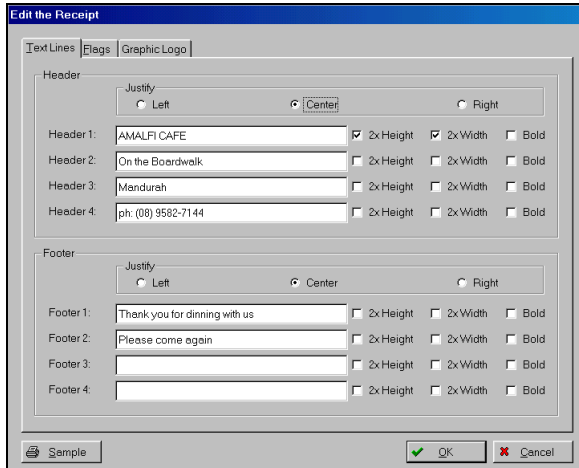 Edit the Receipt
Text Lines Flags Graphic Logo
Header
Justify
Left Center Right
Header 1: AMALFI CAFE 2x Height 2x Width Bold
Header 2: On the Boardwalk 2x Height 2x Width Bold
Header 3: Mandurah 2x Height 2x Width Bold
Header 4: ph: (08) 9582-7144 2x Height 2x Width Bold
Footer
Justify
Left Center Right
Footer 1: Thank you for dinning with us 2x Height 2x Width Bold
Footer 2: Please come again 2x Height 2x Width Bold
Footer 3: 2x Height 2x Width Bold
Footer 4: 2x Height 2x Width Bold
Sample OK Cancel